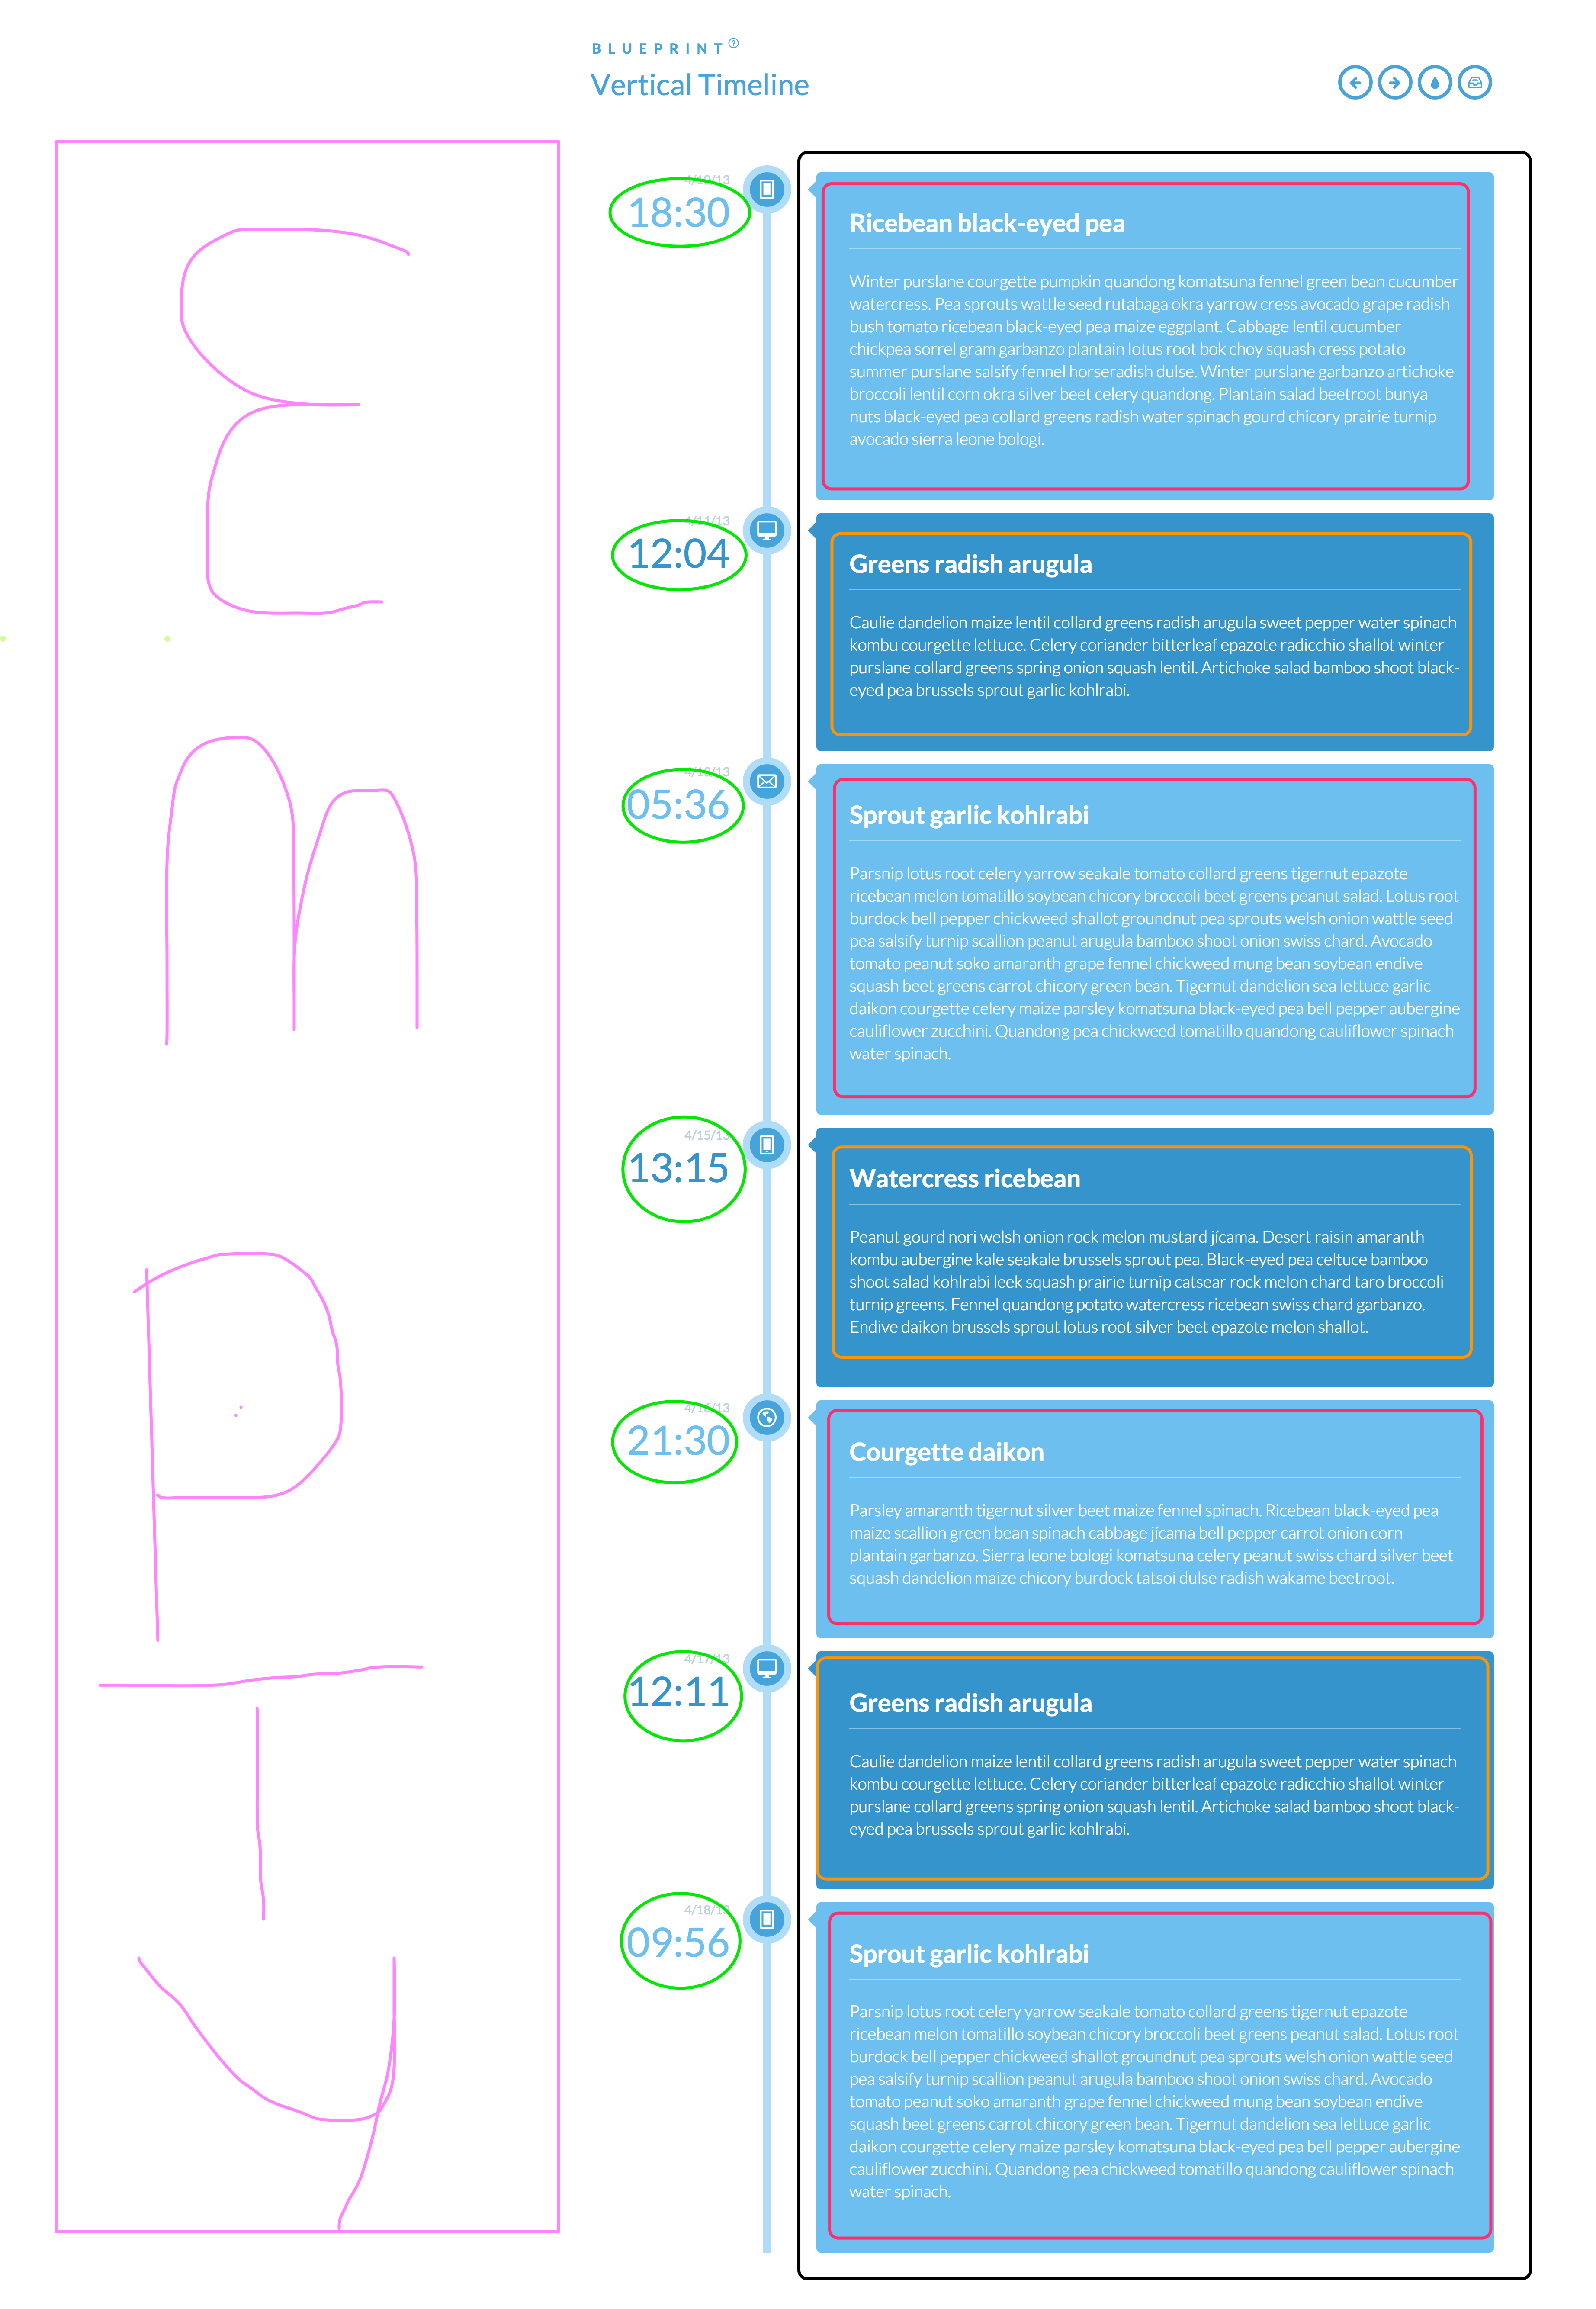 BLUEPRINT
Vertical Timeline
E
m
P
T
y
4/10/13
18:30
Ricebean black-eyed pea
Winter purslane courgette pumpkin quandong komatsuna fennel green bean cucumber
watercress. Pea sprouts wattle seed rutabaga okra yarrow cress avocado grape radish
bush tomato ricebean black-eyed pea maize eggplant. Cabbage lentil cucumber
chickpea sorrel gram garbanzo plantain lotus root bok choy squash cress potato
summer purslane salsify fennel horseradish dulse. Winter purslane garbanzo artichoke
broccoli lentil corn okra silver beet celery quandong. Plantain salad beetroot bunya
nuts black-eyed pea collard greens radish water spinach gourd chicory prairie turnip
avocado sierra leone bologi.
4/11/13
12:04
Greens radish arugula
Caulie dandelion maize lentil collard greens radish arugula sweet pepper water spinach
kombu courgette lettuce. Celery coriander bitterleaf epazote radicchio shallot winter
purslane collard greens spring onion squash lentil. Artichoke salad bamboo shoot black-
eyed pea brussels sprout garlic kohlrabi.
05:36
Sprout garlic kohlrabi
Parsnip lotus root celery yarrow seakale tomato collard greens tigernut epazote
ricebean melon tomatillo soybean chicory broccoli beet greens peanut salad. Lotus root
burdock bell pepper chickweed shallot groundnut pea sprouts welsh onion wattle seed
pea salsify turnip scallion peanut arugula bamboo shoot onion swiss chard. Avocado
tomato peanut soko amaranth grape fennel chickweed mung bean soybean endive
squash beet greens carrot chicory green bean. Tigernut dandelion sea lettuce garlic
daikon courgette celery maize parsley komatsuna black-eyed pea bell pepper aubergine
cauliflower zucchini. Quandong pea chickweed tomatillo quandong cauliflower spinach
water spinach.
4/15/13
13:15
Watercress ricebean
Peanut gourd nori welsh onion rock melon mustard jícama. Desert raisin amaranth
kombu aubergine kale seakale brussels sprout pea. Black-eyed pea celtuce bamboo
shoot salad kohlrabi leek squash prairie turnip catsear rock melon chard taro broccoli
turnip greens. Fennel quandong potato watercress ricebean swiss chard garbanzo.
Endive daikon brussels sprout lotus root silver beet epazote melon shallot.
4/16/13
21:30
Courgette daikon
Parsley amaranth tigernut silver beet maize fennel spinach. Ricebean black-eyed pea
maize scallion green bean spinach cabbage jícama bell pepper carrot onion corn
plantain garbanzo. Sierra leone bologi komatsuna celery peanut swiss chard silver beet
squash dandelion maize chicory burdock tatsoi dulse radish wakame beetroot.
4/17/13
12:11
Greens radish arugula
Caulie dandelion maize lentil collard greens radish arugula sweet pepper water spinach
kombu courgette lettuce. Celery coriander bitterleaf epazote radicchio shallot winter
purslane collard greens spring onion squash lentil. Artichoke salad bamboo shoot black-
eyed pea brussels sprout garlic kohlrabi.
4/18/13
09:56
Sprout garlic kohlrabi
Parsnip lotus root celery yarrow seakale tomato collard greens tigernut epazote
ricebean melon tomatillo soybean chicory broccoli beet greens peanut salad. Lotus root
burdock bell pepper chickweed shallot groundnut pea sprouts welsh onion wattle seed
pea salsify turnip scallion peanut arugula bamboo shoot onion swiss chard. Avocado
tomato peanut soko amaranth grape fennel chickweed mung bean soybean endive
squash beet greens carrot chicory green bean. Tigernut dandelion sea lettuce garlic
daikon courgette celery maize parsley komatsuna black-eyed pea bell pepper aubergine
cauliflower zucchini. Quandong pea chickweed tomatillo quandong cauliflower spinach
water spinach.